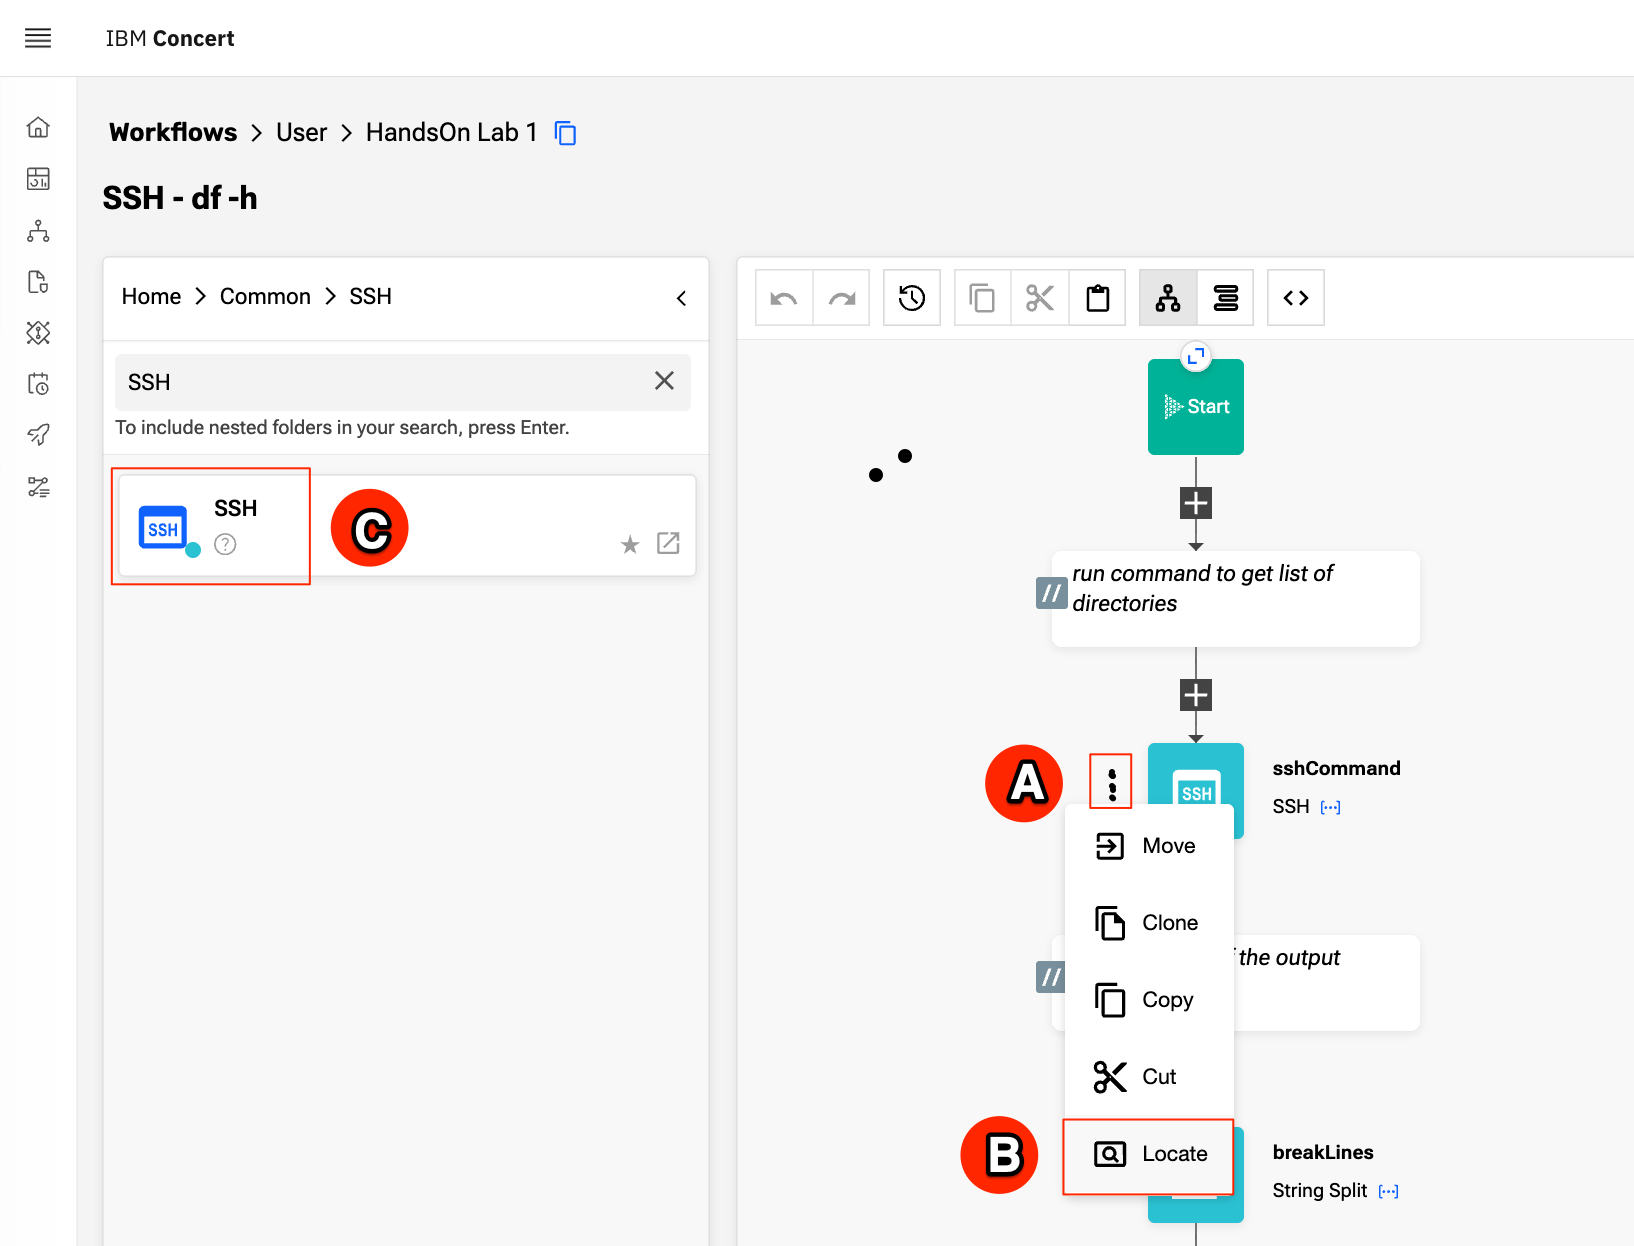 IBM Concert
Workflows > User > HandsOn Lab 1
SSH - df -h
Home > Common > SSH
SSH
To include nested folders in your search, press Enter.
SSH
SSH
?
C
Start
//
run command to get list of
directories
A
SSH
sshCommand
SSH [...]
Move
Clone
//
the output
Copy
Cut
B
Locate
breakLines
String Split [...]